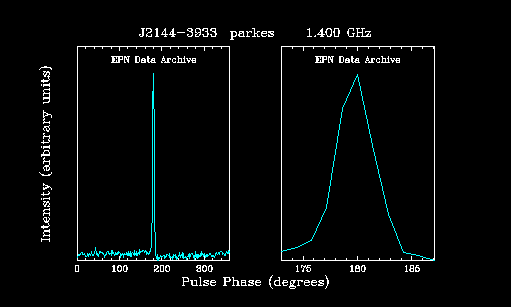 J2144-3933 parkes 1.400 GHz
EPN Data Archive EPN Data Archive
Intensity (arbitrary units)
0 100 200 300 175 180 185
Pulse Phase (degrees)